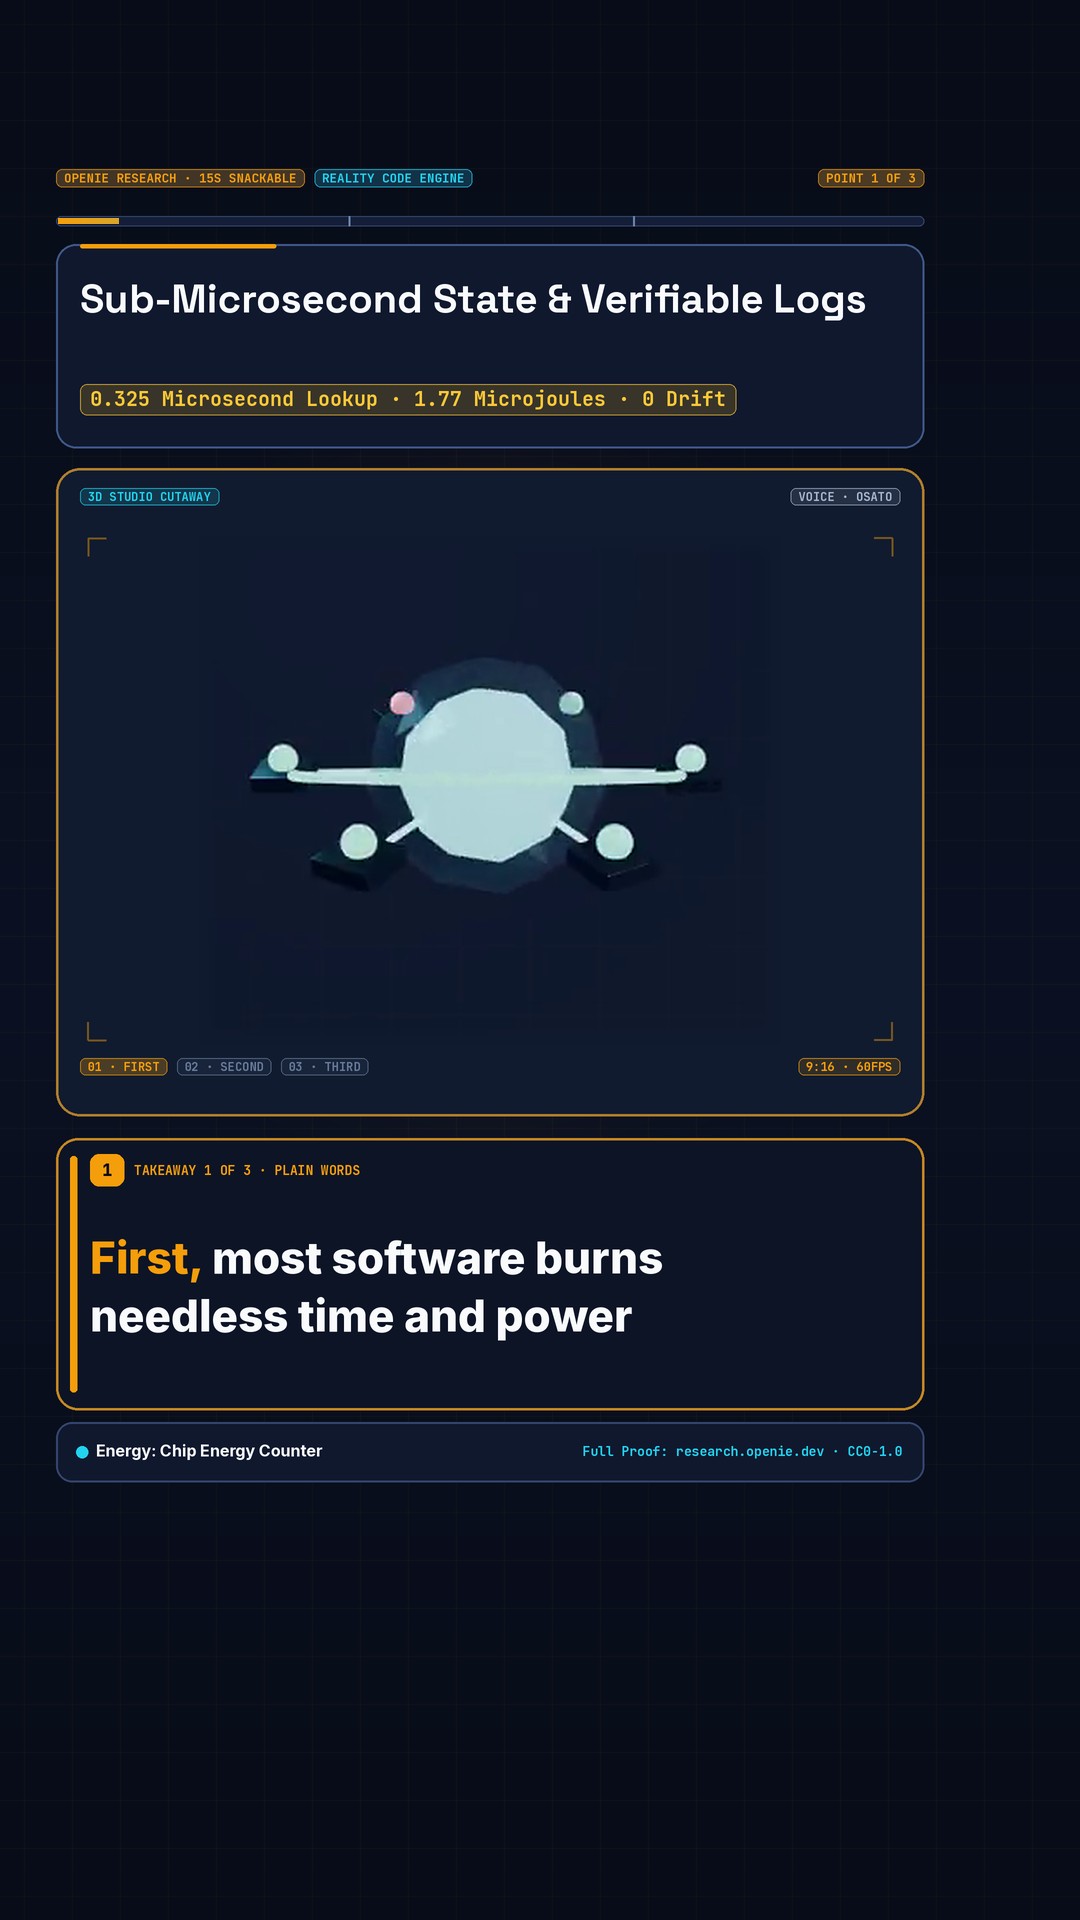 OPENIE RESEARCH · 15S SNACKABLE
REALITY CODE ENGINE
POINT 1 OF 3
Sub-Microsecond State & Verifiable Logs
0.325 Microsecond Lookup · 1.77 Microjoules · 0 Drift
3D STUDIO CUTAWAY
VOICE · OSATO
01 · FIRST
02 · SECOND
03 · THIRD
9:16 · 60FPS
1
TAKEAWAY 1 OF 3 · PLAIN WORDS
First, most software burns
needless time and power
Energy: Chip Energy Counter
Full Proof: research.openie.dev · CC0-1.0